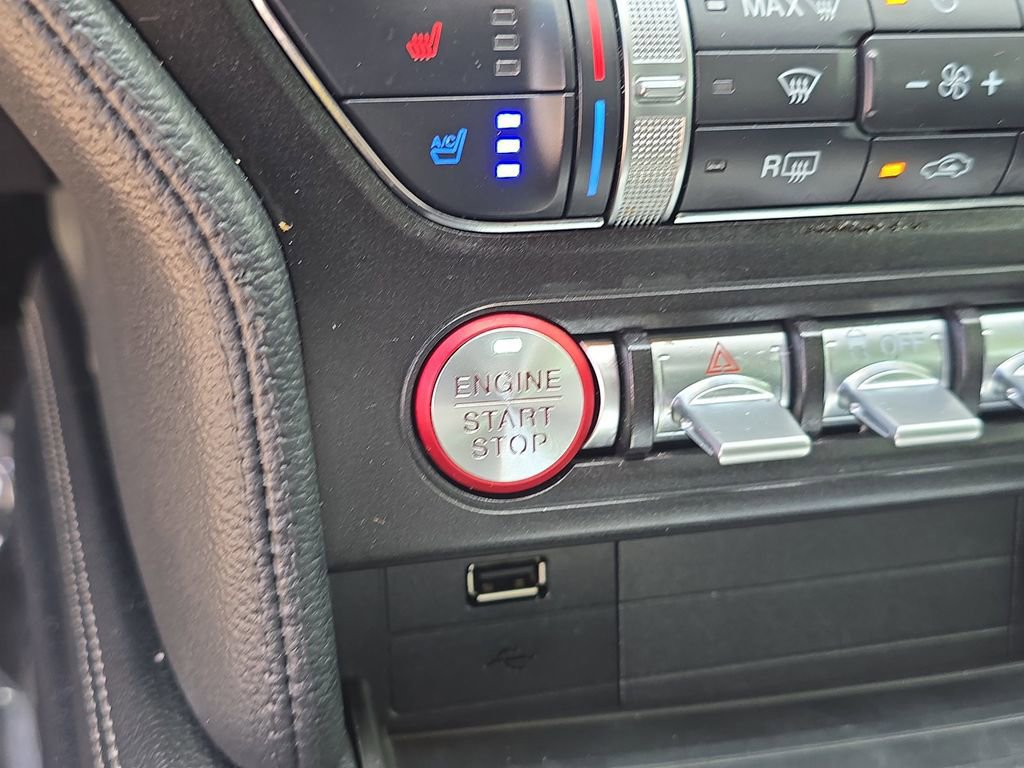 MAX
A/C
R
OFF
ENGINE
START
STOP